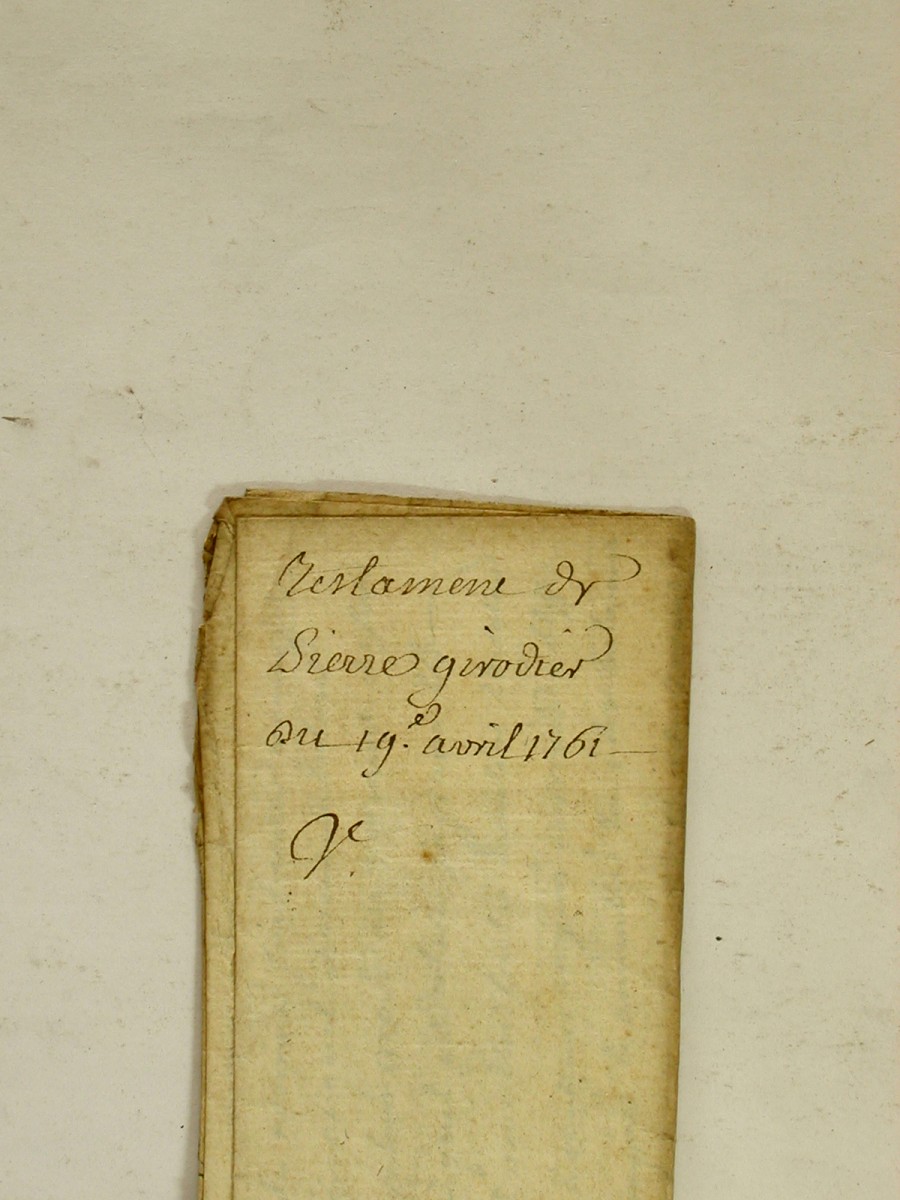 Testament de
Pierre girodier
Du 19.e avril 1761